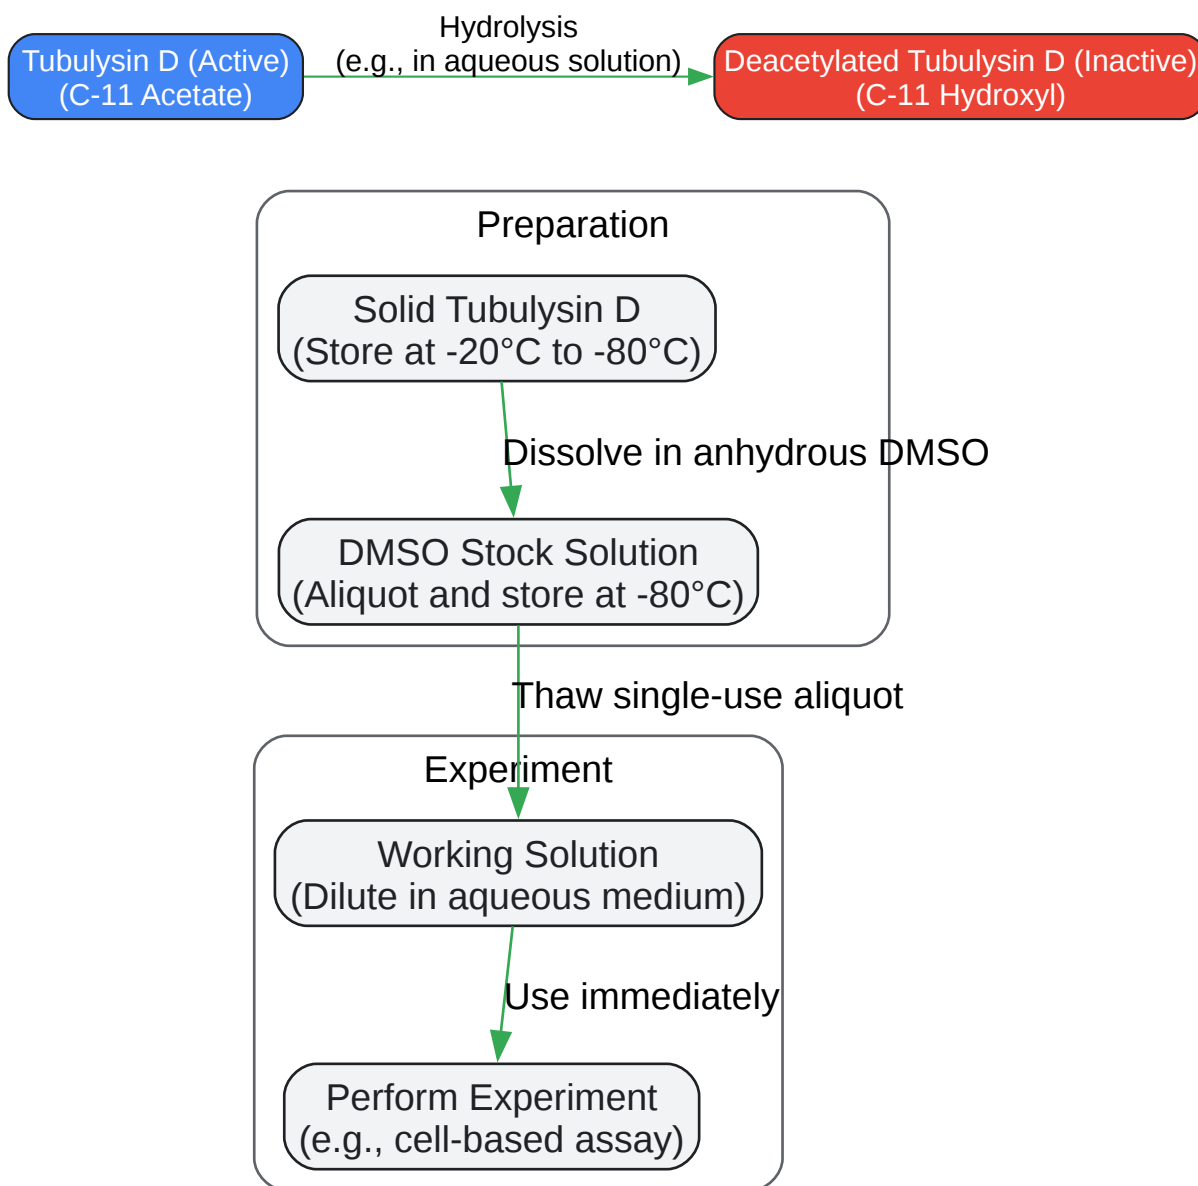 Tubulysin D (Active)
(C-11 Acetate)
Hydrolysis
(e.g., in aqueous solution)
Deacetylated Tubulysin D (Inactive)
(C-11 Hydroxyl)
Preparation
Solid Tubulysin D
(Store at -20°C to -80°C)
Dissolve in anhydrous DMSO
DMSO Stock Solution
(Aliquot and store at -80°C)
Thaw single-use aliquot
Experiment
Working Solution
(Dilute in aqueous medium)
Use immediately
Perform Experiment
(e.g., cell-based assay)